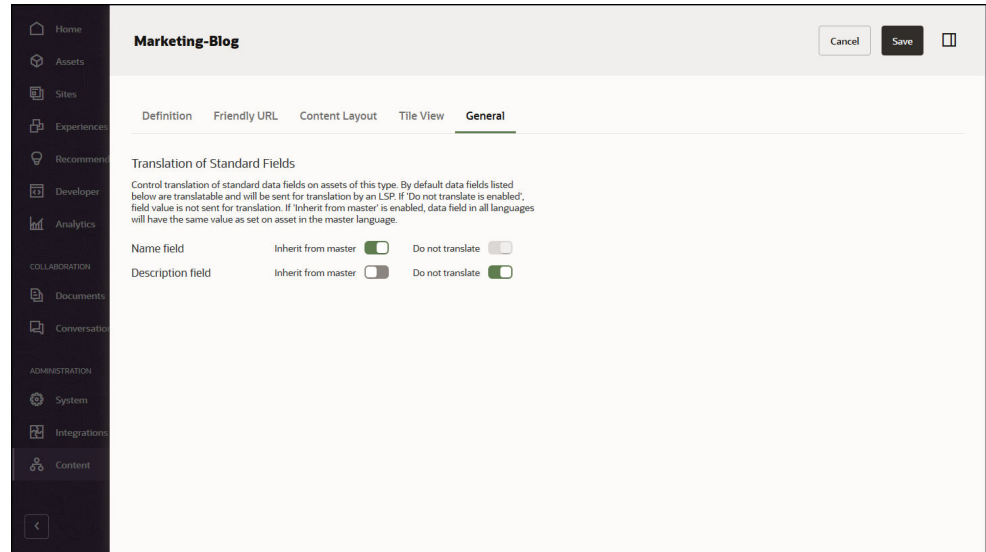 Home
Assets
Sites
Experiences
Recommend
Developer
Analytics
COLLABORATION
Documents
Conversation
ADMINISTRATION
System
Integrations
Content
Marketing-Blog
Cancel
Save
Definition Friendly URL Content Layout Tile View General
Translation of Standard Fields
Control translation of standard data fields on assets of this type. By default data fields listed
below are translatable and will be sent for translation by an LSP. If 'Do not translate is enabled',
field value is not sent for translation. If 'Inherit from master' is enabled, data field in all languages
will have the same value as set on asset in the master language.
Name field Inherit from master Do not translate
Description field Inherit from master Do not translate